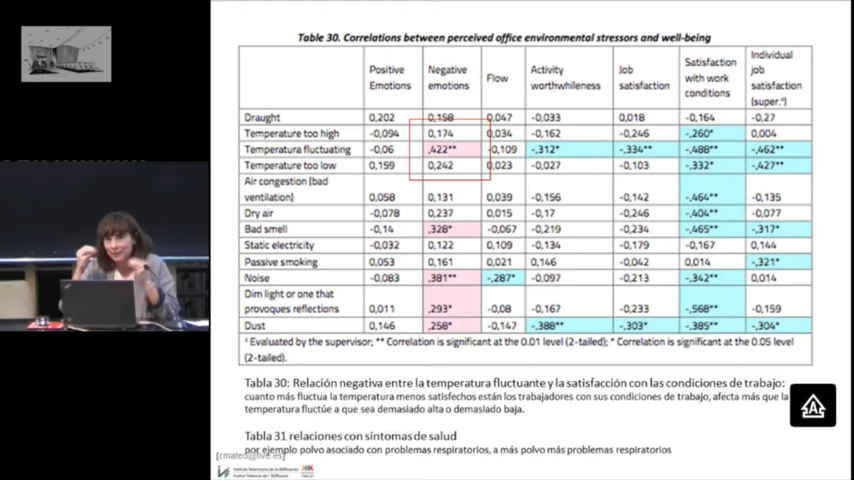 Table 30. Correlations between perceived office environmental stressors and well-being
Positive Emotions | Negative emotions | Flow | Activity worthwhileness | Job satisfaction | Satisfaction with work conditions | Individual job satisfaction (super.ª)
Draught | 0,202 | 0,158 | 0,047 | -0,033 | 0,018 | -0,164 | -0,27
Temperature too high | -0,094 | 0,174 | 0,034 | -0,162 | -0,246 | -,260* | 0,004
Temperature fluctuating | -0,06 | ,422** | -0,109 | -,312* | -,334** | -,488** | -,462**
Temperature too low | 0,159 | 0,242 | 0,023 | -0,027 | -0,103 | -,332* | -,427**
Air congestion (bad ventilation) | 0,058 | 0,131 | 0,039 | -0,156 | -0,142 | -,464** | -0,135
Dry air | -0,078 | 0,237 | 0,015 | -0,17 | -0,246 | -,404** | -0,077
Bad smell | -0,14 | ,328* | -0,067 | -0,219 | -0,234 | -,465** | -,317*
Static electricity | -0,032 | 0,122 | 0,109 | -0,134 | -0,179 | -0,167 | 0,144
Passive smoking | 0,053 | 0,161 | 0,021 | 0,146 | -0,042 | 0,014 | -,321*
Noise | -0,083 | ,381** | -,287* | -0,097 | -0,213 | -,342** | 0,014
Dim light or one that provoques reflections | 0,011 | ,293* | -0,08 | -0,167 | -0,233 | -,568** | -0,159
Dust | 0,146 | ,258* | -0,147 | -,388** | -,303* | -,385** | -,304*
ª Evaluated by the supervisor; ** Correlation is significant at the 0.01 level (2-tailed); * Correlation is significant at the 0.05 level
(2-tailed).
Tabla 30: Relación negativa entre la temperatura fluctuante y la satisfacción con las condiciones de trabajo:
cuanto más fluctua la temperatura menos satisfechos están los trabajadores con sus condiciones de trabajo, afecta más que la
temperatura fluctúe a que sea demasiado alta o demasiado baja.
Tabla 31 relaciones con síntomas de salud
por ejemplo polvo asociado con problemas respiratorios, a más polvo más problemas respiratorios
[cmateo@five.es]
Instituto Valenciano de la Edificación
Institut Valencià de l'Edificació